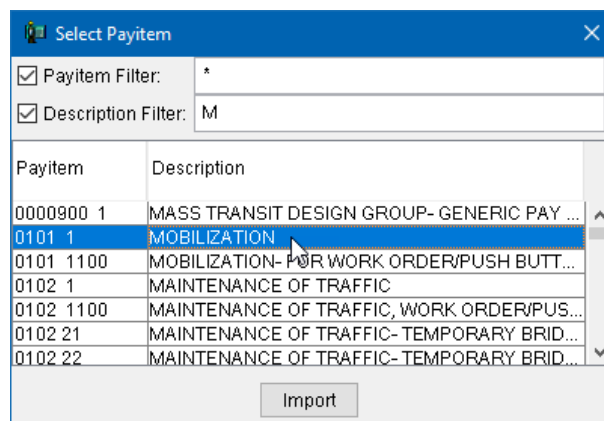 Select Payitem
Payitem Filter: *
Description Filter: M
Payitem Description
0000900 1 MASS TRANSIT DESIGN GROUP- GENERIC PAY ...
0101 1 MOBILIZATION
0101 1100 MOBILIZATION- FOR WORK ORDER/PUSH BUTT...
0102 1 MAINTENANCE OF TRAFFIC
0102 1100 MAINTENANCE OF TRAFFIC, WORK ORDER/PUS...
0102 21 MAINTENANCE OF TRAFFIC- TEMPORARY BRID...
0102 22 MAINTENANCE OF TRAFFIC- TEMPORARY BRID...
Import